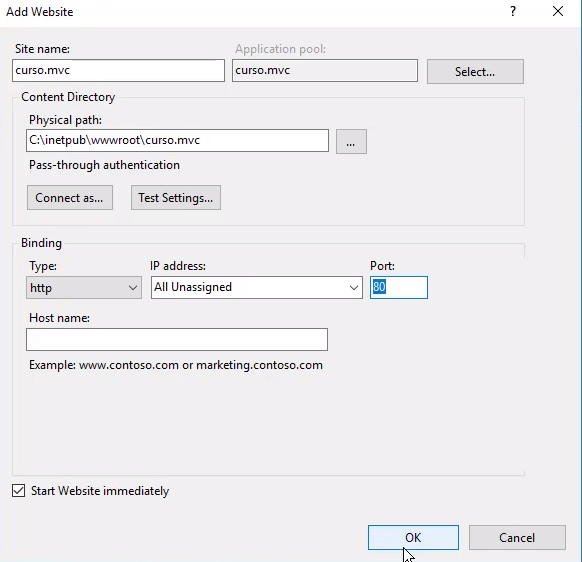 Add Website
?
Site name:
Application pool:
curso.mvc
curso.mvc
Select...
Content Directory
Physical path:
C:\inetpub\wwwroot\curso.mvc
...
Pass-through authentication
Connect as...
Test Settings...
Binding
Type:
IP address:
Port:
http
All Unassigned
80
Host name:
Example: www.contoso.com or marketing.contoso.com
Start Website immediately
OK
Cancel